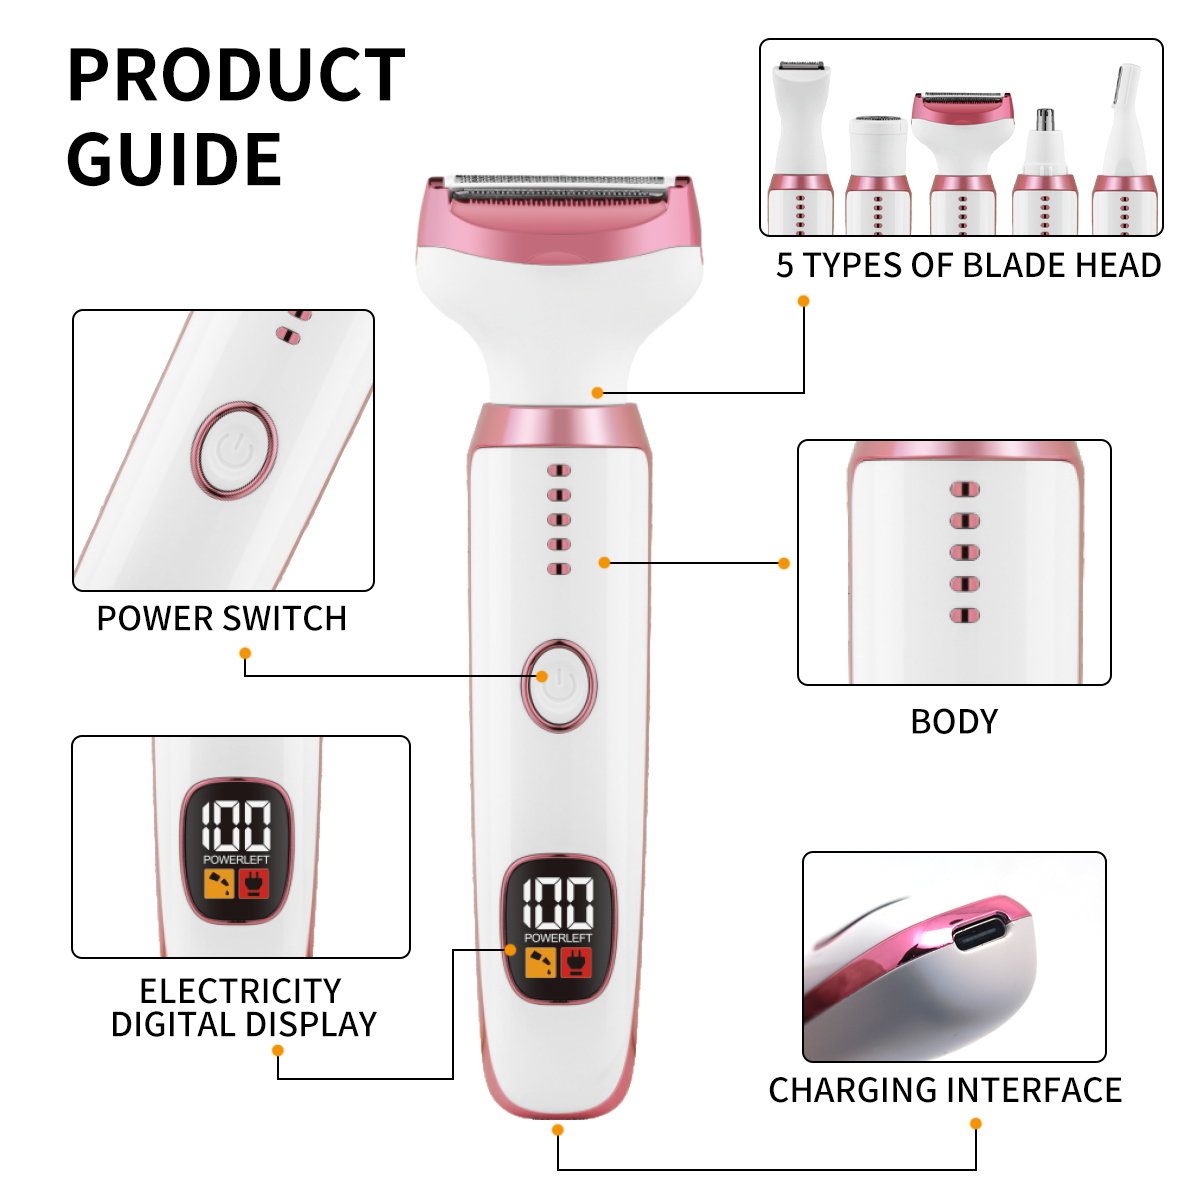 PRODUCT
GUIDE
5 TYPES OF BLADE HEAD
POWER SWITCH
BODY
100
POWERLEFT
100
POWERLEFT
ELECTRICITY
DIGITAL DISPLAY
CHARGING INTERFACE